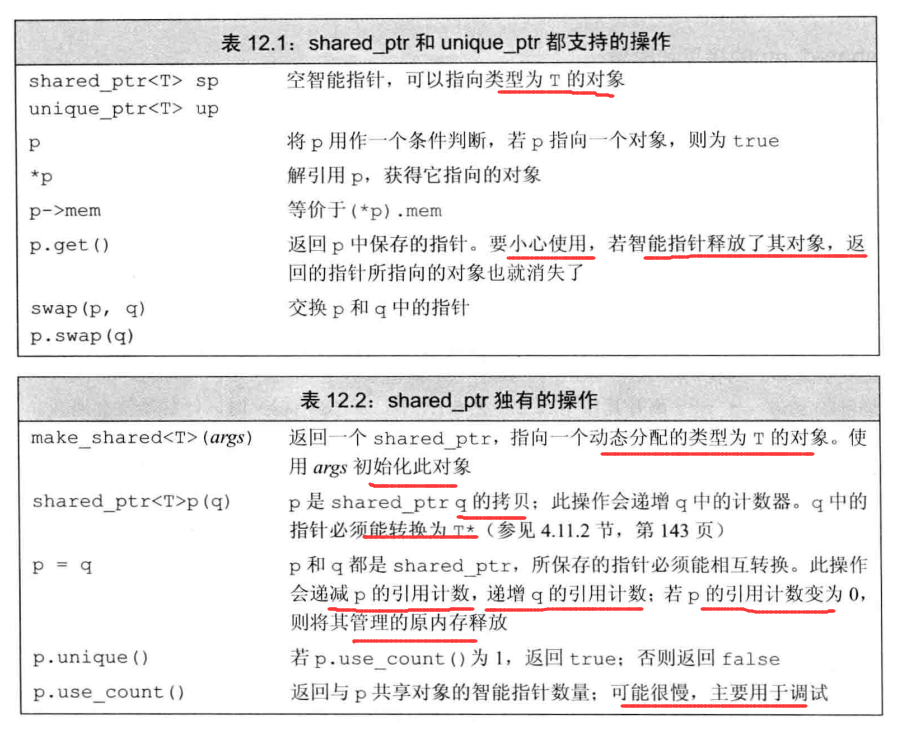 表 12.1：shared_ptr 和 unique_ptr 都支持的操作
shared_ptr<T> sp 空智能指针，可以指向类型为 T 的对象
unique_ptr<T> up
p 将 p 用作一个条件判断，若 p 指向一个对象，则为 true
*p 解引用 p，获得它指向的对象
p->mem 等价于(*p).mem
p.get() 返回 p 中保存的指针。要小心使用，若智能指针释放了其对象，返
回的指针所指向的对象也就消失了
swap(p, q) 交换 p 和 q 中的指针
p.swap(q)
表 12.2：shared_ptr 独有的操作
make_shared<T>(args) 返回一个 shared_ptr，指向一个动态分配的类型为 T 的对象。使
用 args 初始化此对象
shared_ptr<T>p(q) p 是 shared_ptr q 的拷贝；此操作会递增 q 中的计数器。q 中的
指针必须能转换为 T*（参见 4.11.2 节，第 143 页）
p = q p 和 q 都是 shared_ptr，所保存的指针必须能相互转换。此操作
会递减 p 的引用计数，递增 q 的引用计数；若 p 的引用计数变为 0，
则将其管理的原内存释放
p.unique() 若 p.use_count()为 1，返回 true；否则返回 false
p.use_count() 返回与 p 共享对象的智能指针数量；可能很慢，主要用于调试